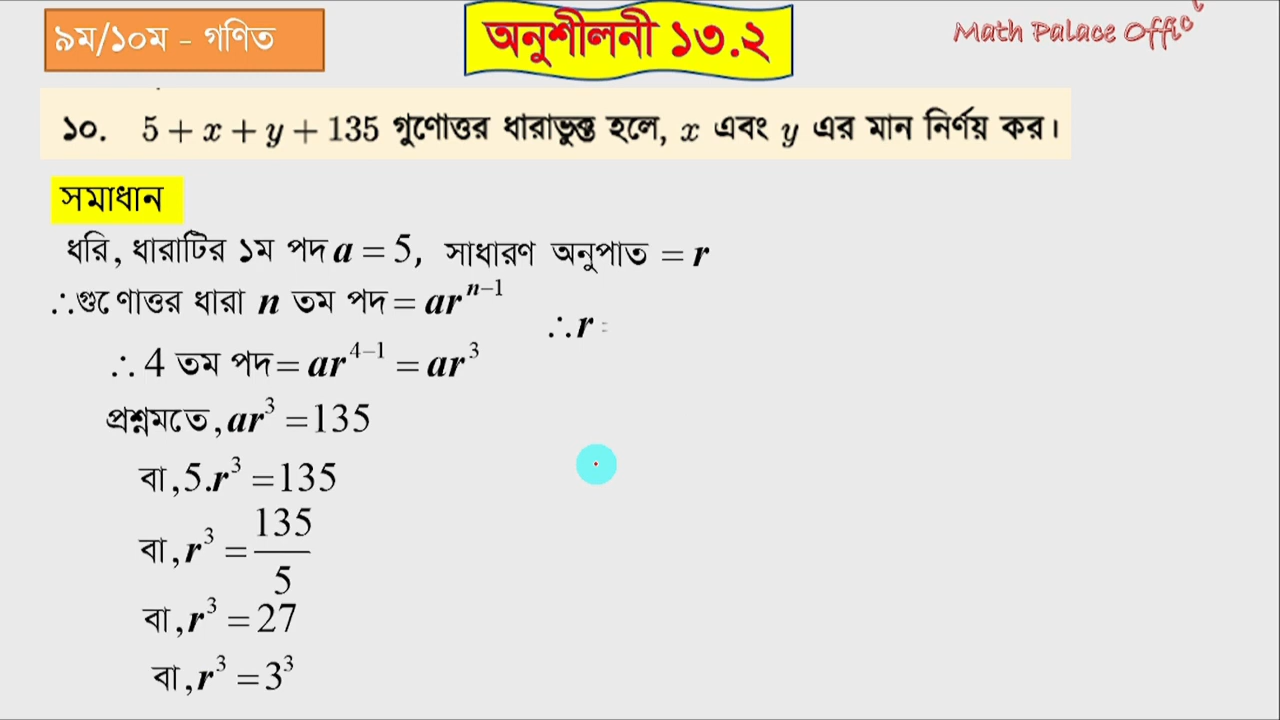 ৯ম/১০ম - গণিত
অনুশীলনী ১৩.২
Math Palace Offic
১০. 5 + x + y + 135 গুণোত্তর ধারাভুক্ত হলে, x এবং y এর মান নির্ণয় কর।
সমাধান
ধরি, ধারাটির ১ম পদ a = 5, সাধারণ অনুপাত = r
∴গুণোত্তর ধারা n তম পদ = ar^{n-1}
∴ 4 তম পদ = ar^{4-1} = ar^3
প্রশ্নমতে, ar^3 = 135
বা, 5.r^3 = 135
বা, r^3 = 135/5
বা, r^3 = 27
বা, r^3 = 3^3
∴ r =